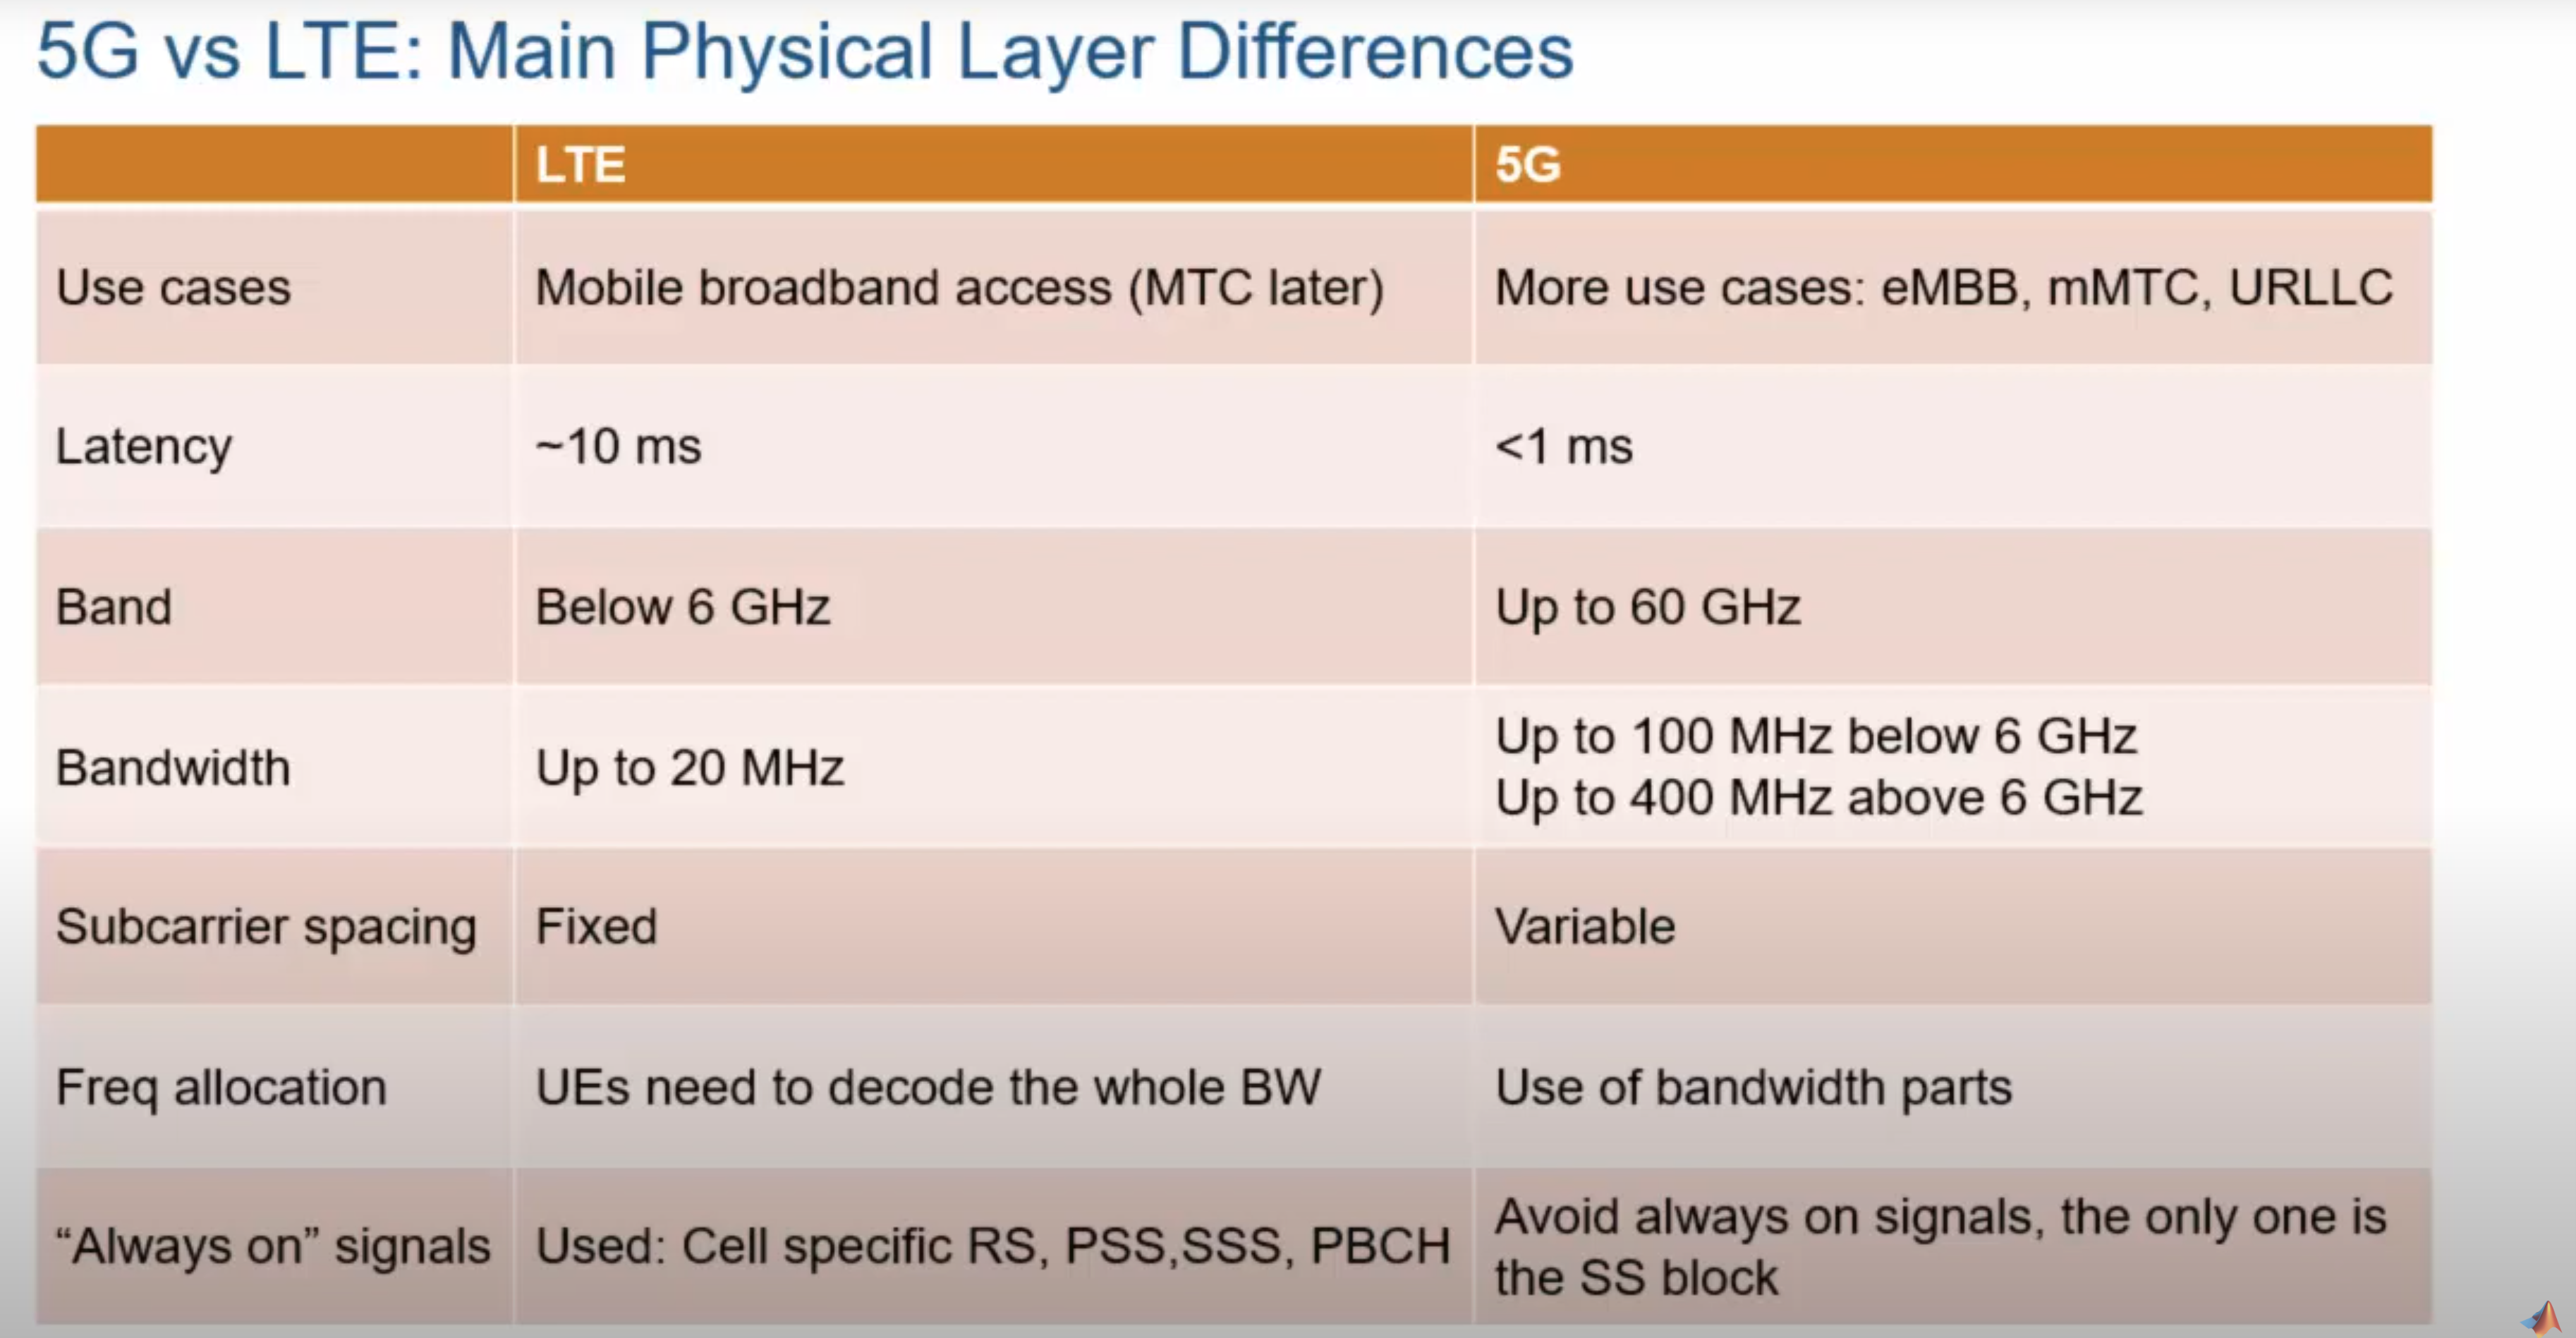 5G vs LTE: Main Physical Layer Differences
LTE
5G
Use cases
Mobile broadband access (MTC later)
More use cases: eMBB, mMTC, URLLC
Latency
~10 ms
<1 ms
Band
Below 6 GHz
Up to 60 GHz
Bandwidth
Up to 20 MHz
Up to 100 MHz below 6 GHz
Up to 400 MHz above 6 GHz
Subcarrier spacing
Fixed
Variable
Freq allocation
UEs need to decode the whole BW
Use of bandwidth parts
“Always on” signals
Used: Cell specific RS, PSS,SSS, PBCH
Avoid always on signals, the only one is
the SS block